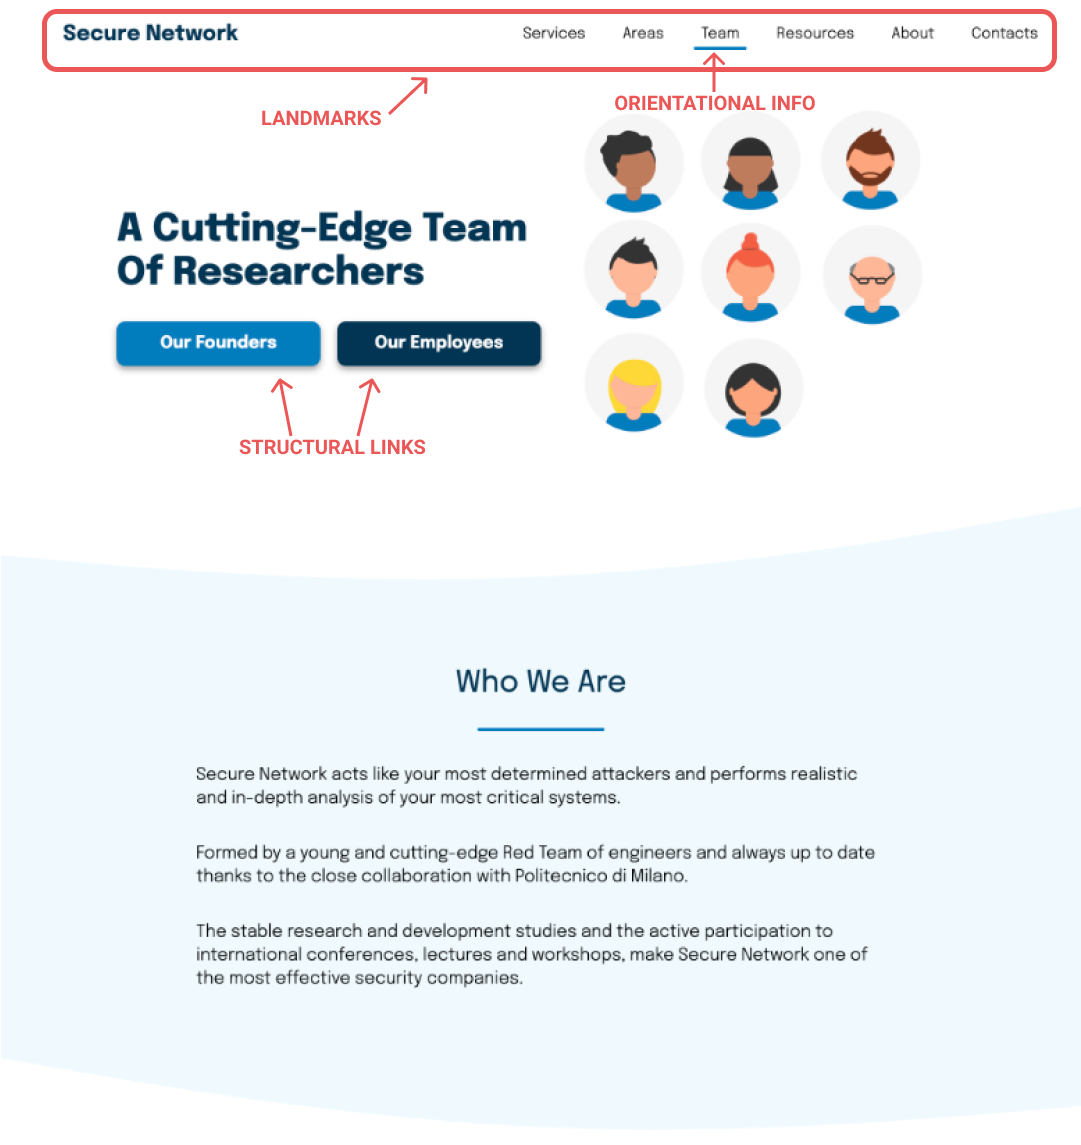 Secure Network
Services Areas Team Resources About Contacts
LANDMARKS
ORIENTATIONAL INFO
A Cutting-Edge Team
Of Researchers
Our Founders
Our Employees
STRUCTURAL LINKS
Who We Are
Secure Network acts like your most determined attackers and performs realistic
and in-depth analysis of your most critical systems.
Formed by a young and cutting-edge Red Team of engineers and always up to date
thanks to the close collaboration with Politecnico di Milano.
The stable research and development studies and the active participation to
international conferences, lectures and workshops, make Secure Network one of
the most effective security companies.